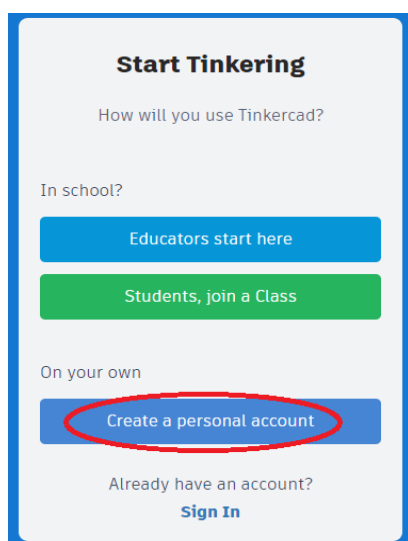 Start Tinkering
How will you use Tinkercad?
In school?
Educators start here
Students, join a Class
On your own
Create a personal account
Already have an account?
Sign In